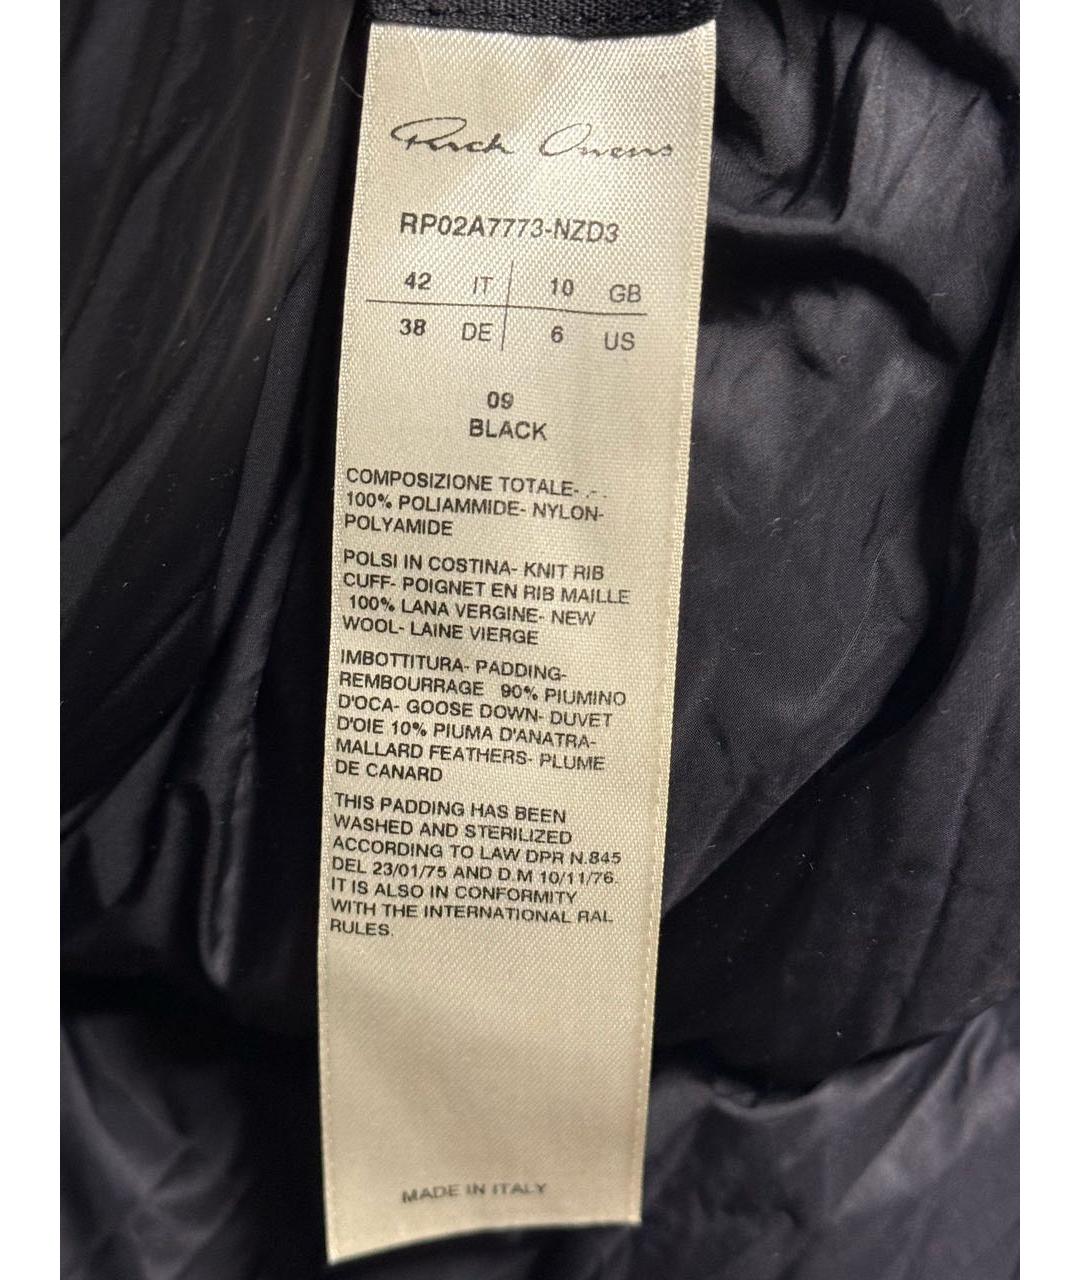 Rick Owens
RP02A7773-NZD3
42 IT 10 GB
38 DE 6 US
09
BLACK
COMPOSIZIONE TOTALE- - -
100% POLIAMMIDE- NYLON-
POLYAMIDE
POLSI IN COSTINA- KNIT RIB
CUFF- POIGNET EN RIB MAILLE
100% LANA VERGINE- NEW
WOOL- LAINE VIERGE
IMBOTTITURA- PADDING-
REMBOURRAGE 90% PIUMINO
D'OCA- GOOSE DOWN- DUVET
D'OIE 10% PIUMA D'ANATRA-
MALLARD FEATHERS- PLUME
DE CANARD
THIS PADDING HAS BEEN
WASHED AND STERILIZED
ACCORDING TO LAW DPR N.845
DEL 23/01/75 AND D.M 10/11/76.
IT IS ALSO IN CONFORMITY
WITH THE INTERNATIONAL RAL
RULES.
MADE IN ITALY